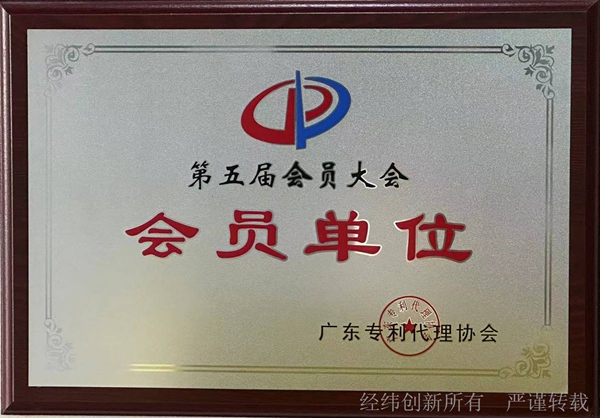 第五届会员大会
会员单位
广东专利代理协会
经纬创新所有 严谨转载